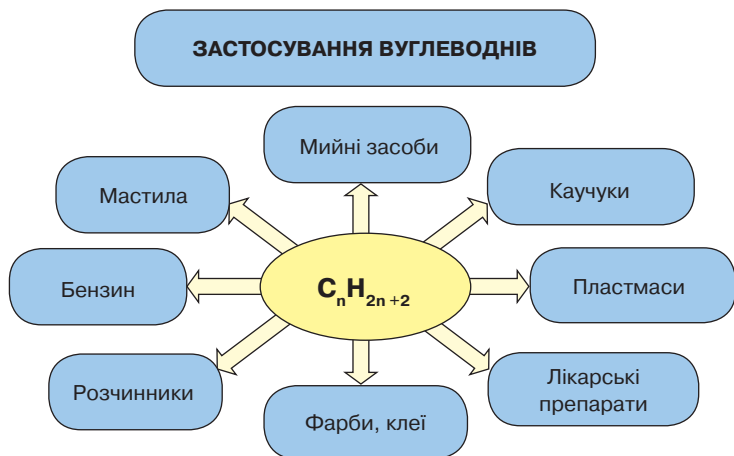 ЗАСТОСУВАННЯ ВУГЛЕВОДНІВ
Мийні засоби
Мастила
Каучуки
Бензин
CₙH₂ₙ₊₂
Пластмаси
Розчинники
Фарби, клеї
Лікарські
препарати